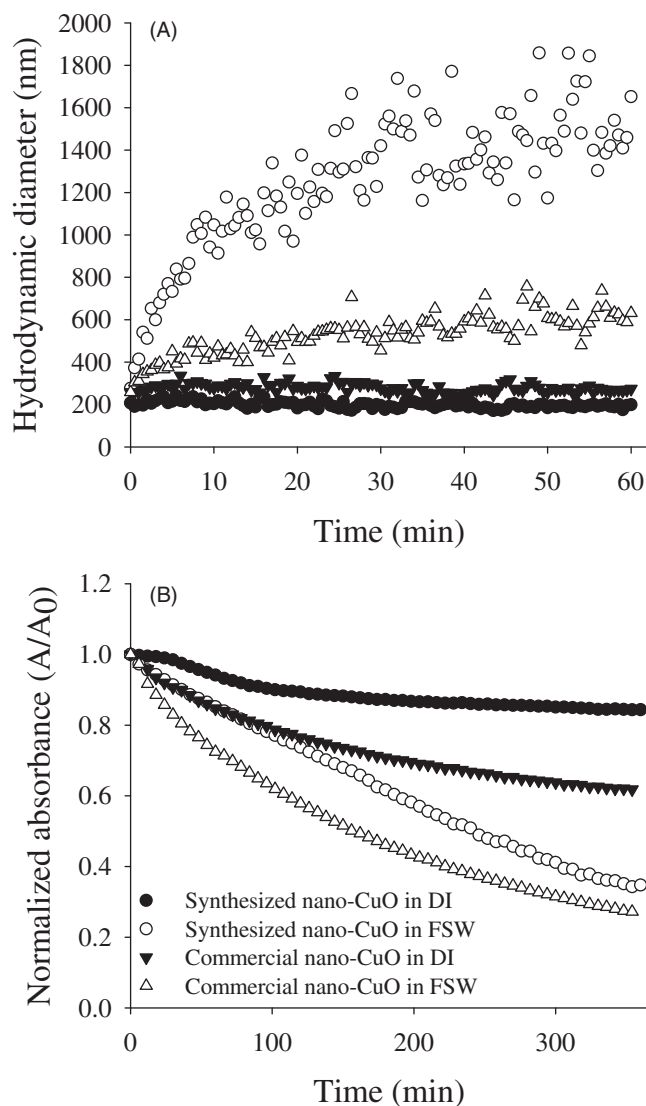 (A)
Hydrodynamic diameter (nm)
2000
1800
1600
1400
1200
1000
800
600
400
200
0
0 10 20 30 40 50 60
Time (min)
(B)
Normalized absorbance (A/A0)
1.2
1.0
0.8
0.6
0.4
0.2
0.0
Synthesized nano-CuO in DI
Synthesized nano-CuO in FSW
Commercial nano-CuO in DI
Commercial nano-CuO in FSW
0 100 200 300
Time (min)